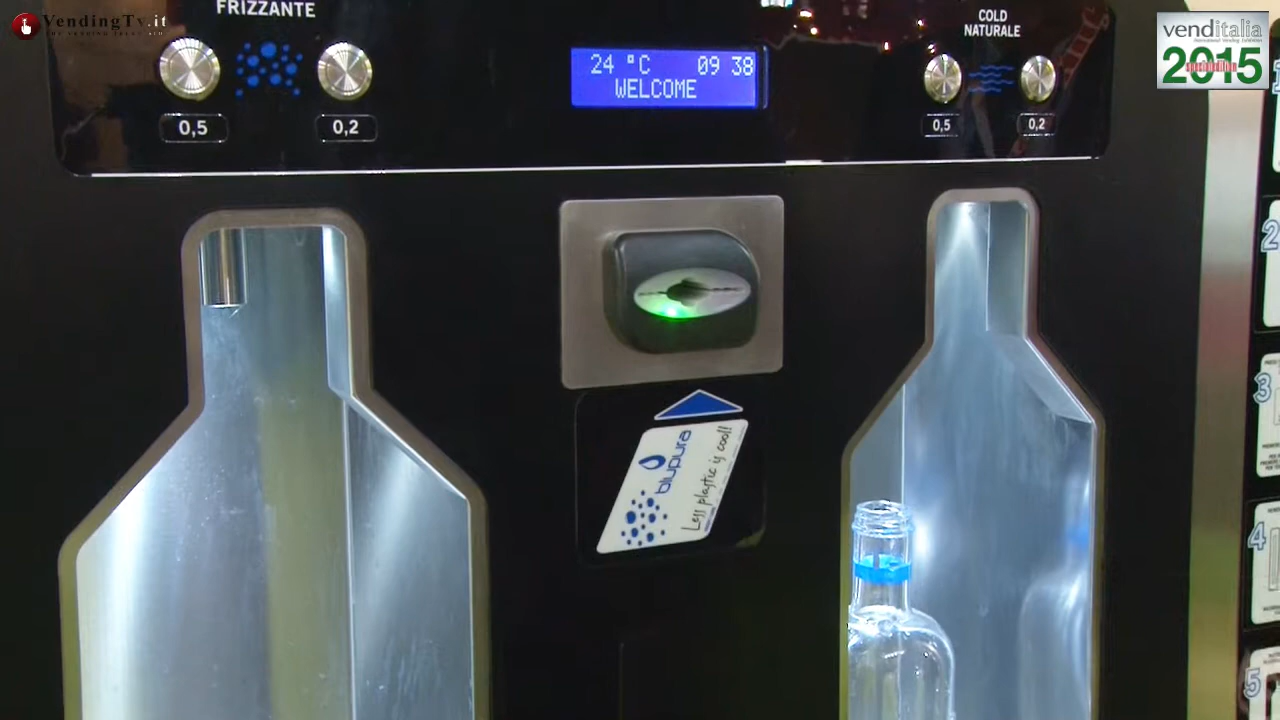 VendingTv.it
FRIZZANTE
0,5
0,2
24 °C 09 38
WELCOME
COLD
NATURALE
0,5
0,2
venditalia
2015
blupura
Less plastic is cool!
2
3
4
5